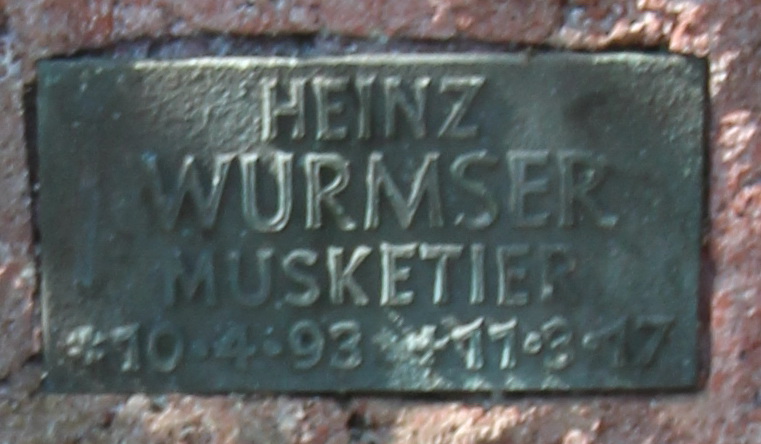 HEINZ
WURMSER
MUSKETIER
* 10·4·93 + 11·3·17